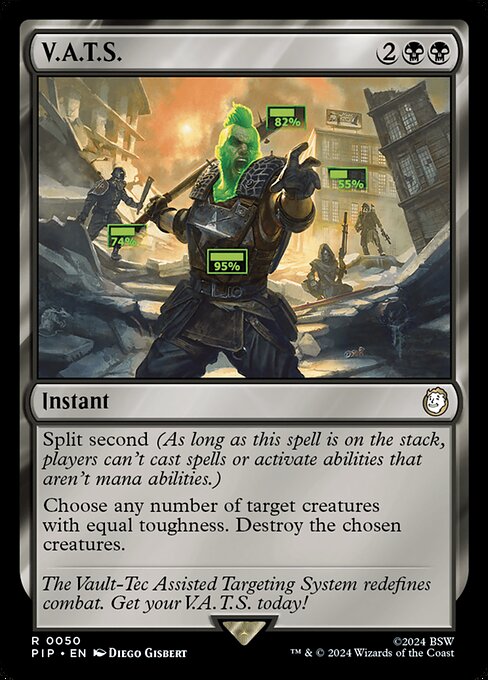 V.A.T.S.
2
82%
55%
74%
95%
Instant
Split second (As long as this spell is on the stack,
players can't cast spells or activate abilities that
aren't mana abilities.)
Choose any number of target creatures
with equal toughness. Destroy the chosen
creatures.
The Vault-Tec Assisted Targeting System redefines
combat. Get your V.A.T.S. today!
R 0050
©2024 BSW
PIP • EN Diego Gisbert
™ & © 2024 Wizards of the Coast